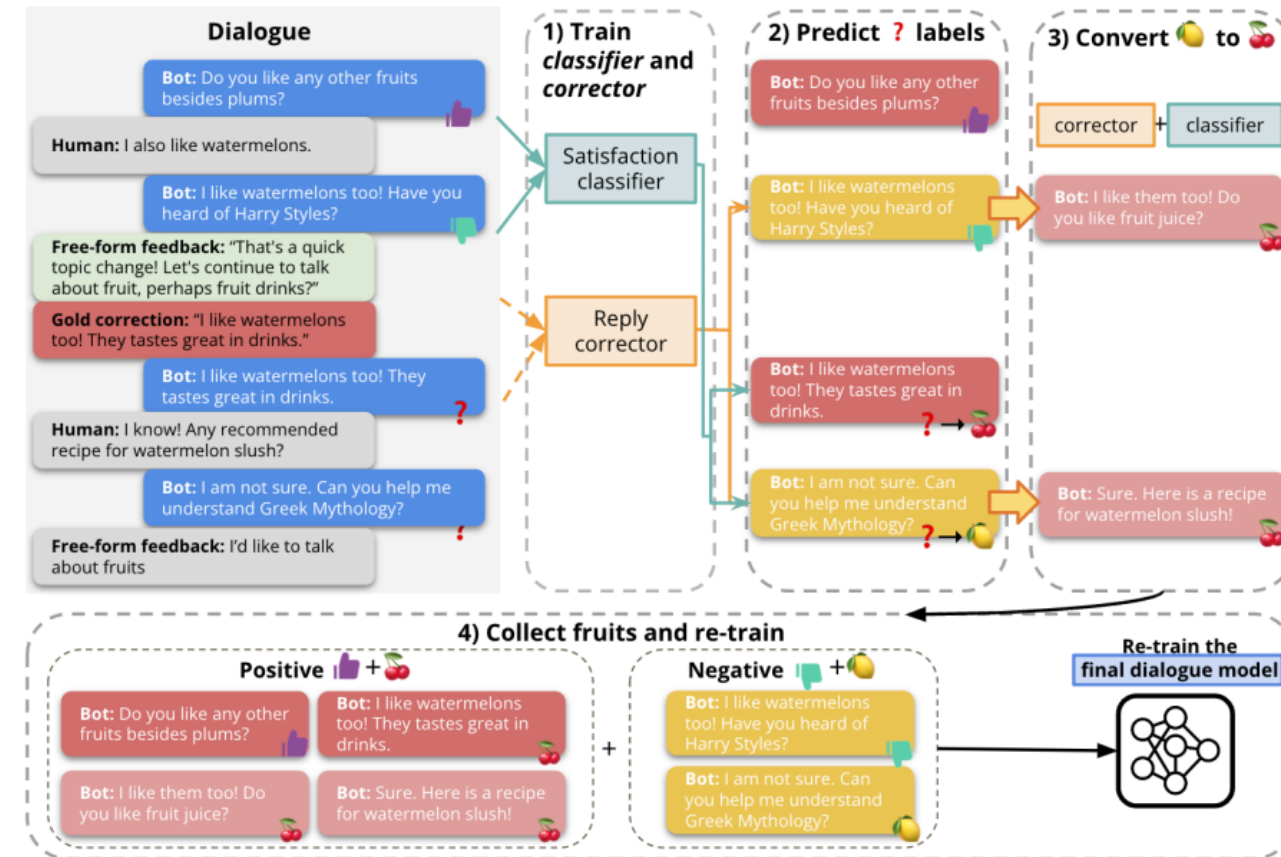 Dialogue
Bot: Do you like any other fruits
besides plums?
Human: I also like watermelons.
Bot: I like watermelons too! Have you
heard of Harry Styles?
Free-form feedback: “That's a quick
topic change! Let's continue to talk
about fruit, perhaps fruit drinks?”
Gold correction: “I like watermelons
too! They tastes great in drinks.”
Bot: I like watermelons too! They
tastes great in drinks.
?
Human: I know! Any recommended
recipe for watermelon slush?
Bot: I am not sure. Can you help me
understand Greek Mythology?
?
Free-form feedback: I'd like to talk
about fruits
1) Train
classifier and
corrector
Satisfaction
classifier
Reply
corrector
2) Predict ? labels
Bot: Do you like any other
fruits besides plums?
Bot: I like watermelons
too! Have you heard of
Harry Styles?
Bot: I like watermelons
too! They tastes great in
drinks.
? →
Bot: I am not sure. Can
you help me understand
Greek Mythology?
? →
3) Convert 🍋 to 🍒
corrector + classifier
Bot: I like them too! Do
you like fruit juice?
Bot: Sure. Here is a recipe
for watermelon slush!
4) Collect fruits and re-train
Positive 👍+🍒
Bot: Do you like any other
fruits besides plums?
Bot: I like watermelons
too! They tastes great in
drinks.
Bot: I like them too! Do
you like fruit juice?
Bot: Sure. Here is a recipe
for watermelon slush!
+
Negative 👎+🍋
Bot: I like watermelons
too! Have you heard of
Harry Styles?
Bot: I am not sure. Can
you help me understand
Greek Mythology?
Re-train the
final dialogue model